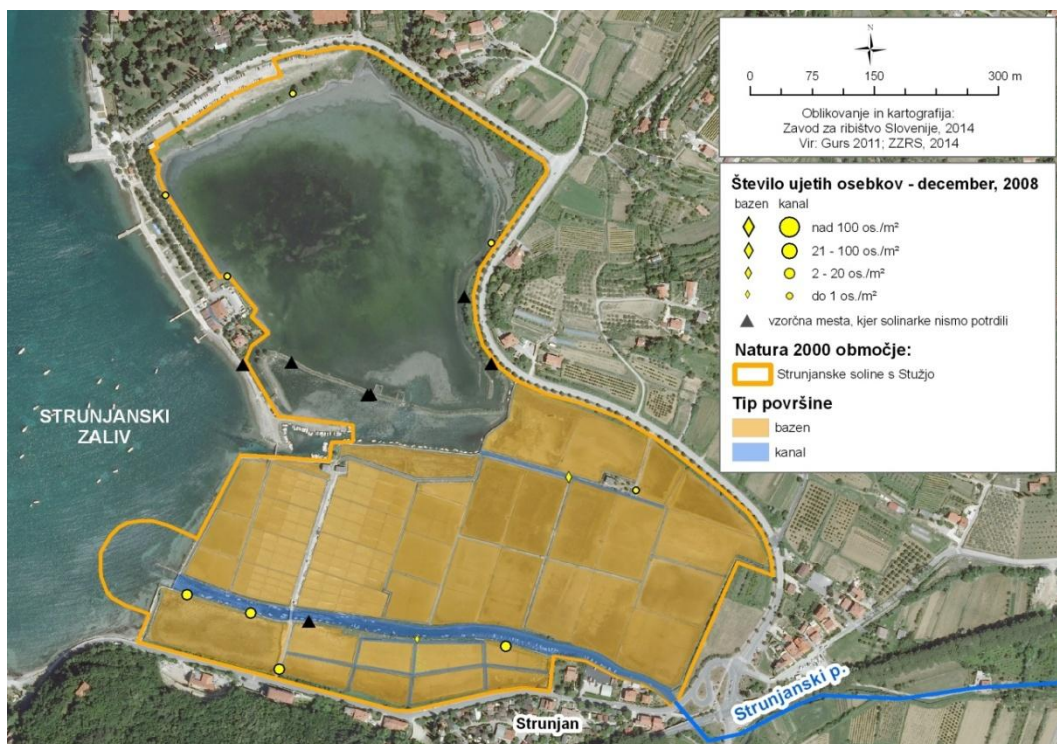 N
0 75 150 300 m
Oblikovanje in kartografija:
Zavod za ribištvo Slovenije, 2014
Vir: Gurs 2011; ZZRS, 2014
Število ujetih osebkov - december, 2008
bazen kanal
nad 100 os./m²
21 - 100 os./m²
2 - 20 os./m²
do 1 os./m²
vzorčna mesta, kjer solinarke nismo potrdili
Natura 2000 območje:
Strunjanske soline s Stužjo
Tip površine
bazen
kanal
STRUNJANSKI
ZALIV
Strunjanski p.
Strunjan